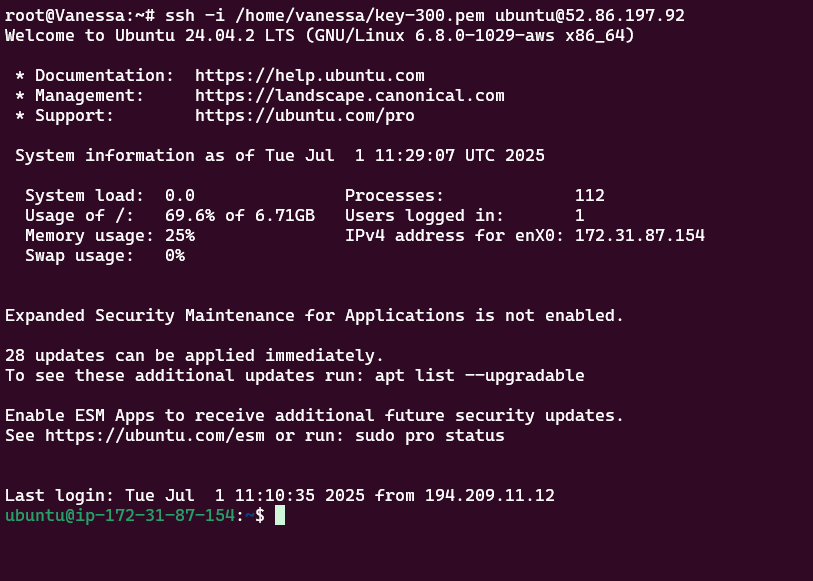 root@Vanessa:~# ssh -i /home/vanessa/key-300.pem ubuntu@52.86.197.92
Welcome to Ubuntu 24.04.2 LTS (GNU/Linux 6.8.0-1029-aws x86_64)

 * Documentation:  https://help.ubuntu.com
 * Management:     https://landscape.canonical.com
 * Support:        https://ubuntu.com/pro

 System information as of Tue Jul  1 11:29:07 UTC 2025

  System load:  0.0               Processes:             112
  Usage of /:   69.6% of 6.71GB   Users logged in:       1
  Memory usage: 25%               IPv4 address for enX0: 172.31.87.154
  Swap usage:   0%


Expanded Security Maintenance for Applications is not enabled.

28 updates can be applied immediately.
To see these additional updates run: apt list --upgradable

Enable ESM Apps to receive additional future security updates.
See https://ubuntu.com/esm or run: sudo pro status


Last login: Tue Jul  1 11:10:35 2025 from 194.209.11.12
ubuntu@ip-172-31-87-154:~$